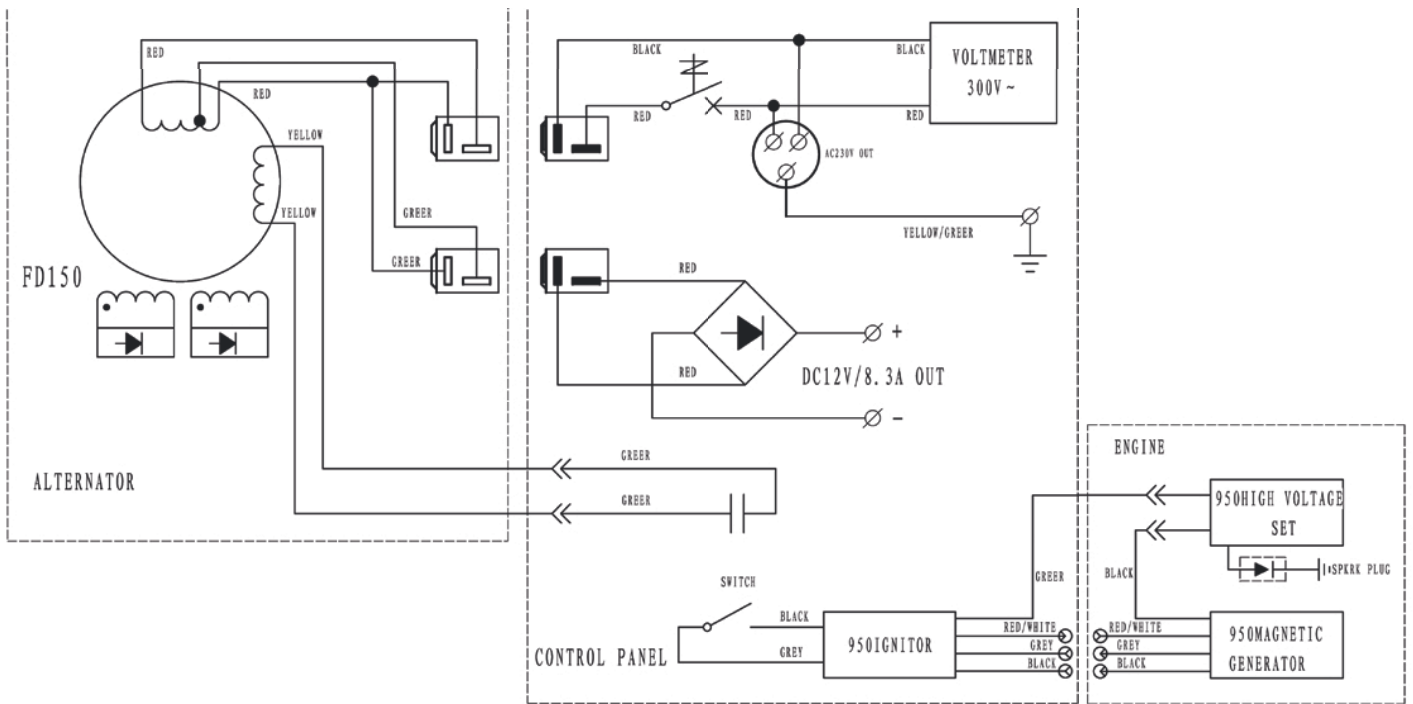 RED
RED
YELLOW
YELLOW
GREER
GREER
FD150
ALTERNATOR
BLACK
BLACK
VOLTMETER
300V~
RED
RED
RED
AC230V OUT
YELLOW/GREER
RED
+
DC12V/8.3A OUT
RED
-
GREER
GREER
SWITCH
BLACK
GREY
950IGNITOR
CONTROL PANEL
GREER
RED/WHITE
GREY
BLACK
ENGINE
950HIGH VOLTAGE
SET
BLACK
SPKRK PLUG
RED/WHITE
GREY
BLACK
950MAGNETIC
GENERATOR